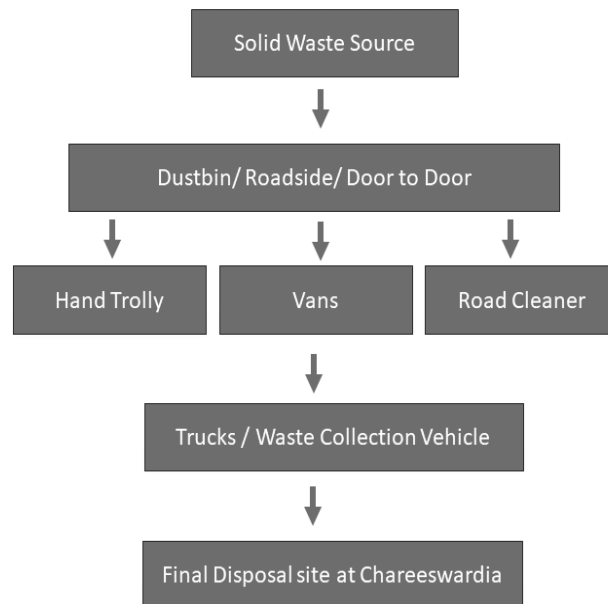 Solid Waste Source
Dustbin/ Roadside/ Door to Door
Hand Trolly
Vans
Road Cleaner
Trucks / Waste Collection Vehicle
Final Disposal site at Chareeswardia